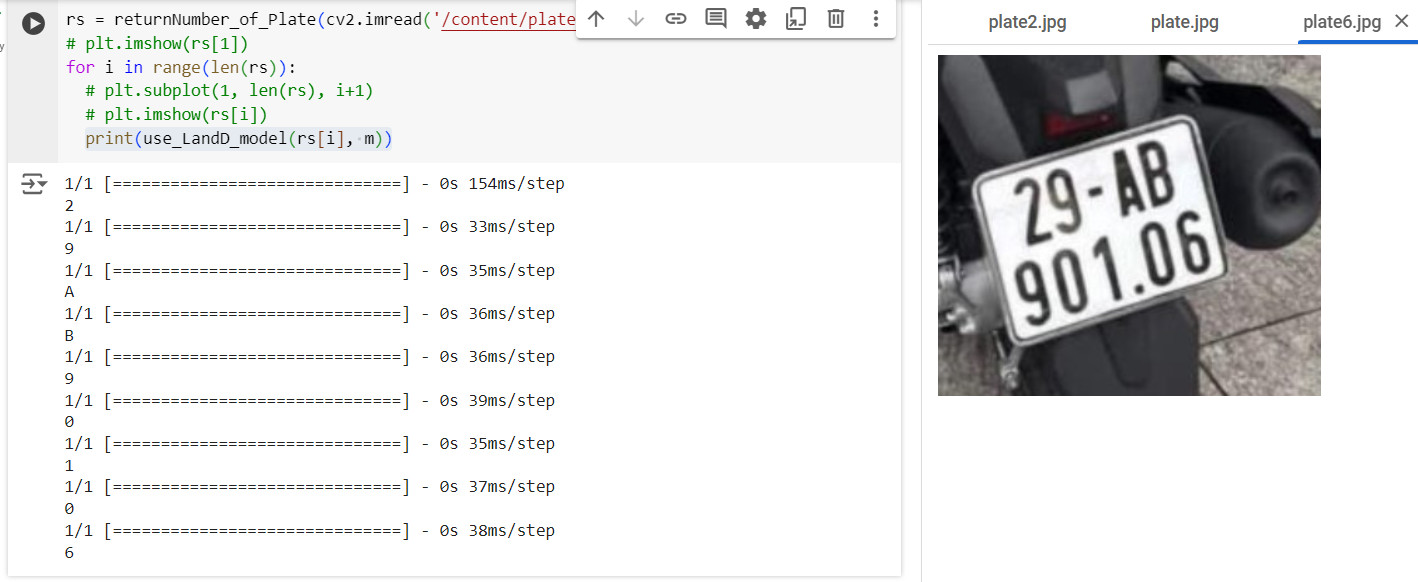 rs = returnNumber_of_Plate(cv2.imread('/content/plate
# plt.imshow(rs[1])
for i in range(len(rs)):
  # plt.subplot(1, len(rs), i+1)
  # plt.imshow(rs[i])
  print(use_LandD_model(rs[i], m))
1/1 [==============================] - 0s 154ms/step
2
1/1 [==============================] - 0s 33ms/step
9
1/1 [==============================] - 0s 35ms/step
A
1/1 [==============================] - 0s 36ms/step
B
1/1 [==============================] - 0s 36ms/step
9
1/1 [==============================] - 0s 39ms/step
0
1/1 [==============================] - 0s 35ms/step
1
1/1 [==============================] - 0s 37ms/step
0
1/1 [==============================] - 0s 38ms/step
6
plate2.jpg plate.jpg plate6.jpg
29-AB
901.06